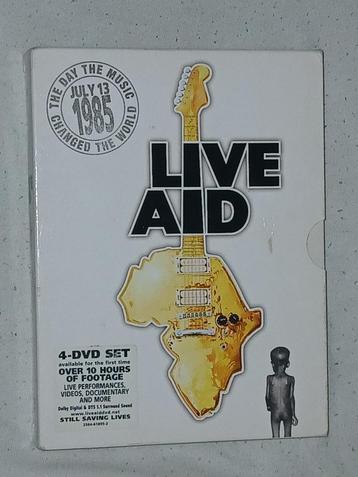 THE DAY THE MUSIC
JULY 13
1985
CHANGED THE WORLD
LIVE
AID
4-DVD SET
available for the first time
OVER 10 HOURS
OF FOOTAGE
LIVE PERFORMANCES,
VIDEOS, DOCUMENTARY
AND MORE
Dolby Digital & DTS 5.1 Surround Sound
www.liveaiddvd.net
STILL SAVING LIVES